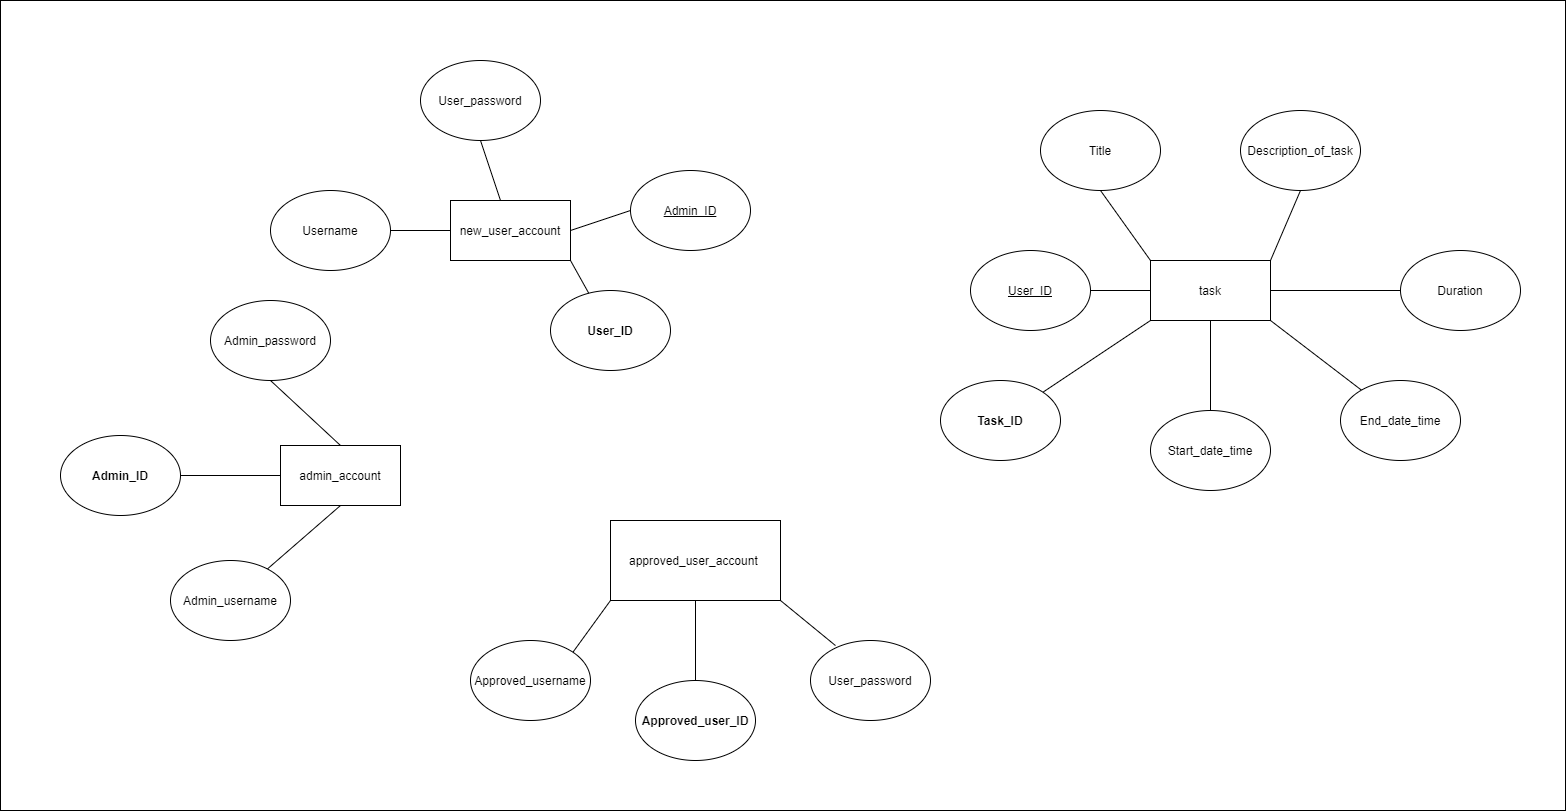 User_password
Admin_ID
Username
new_user_account
User_ID
Admin_password
Admin_ID
admin_account
Admin_username
approved_user_account
Approved_username
Approved_user_ID
User_password
Title
Description_of_task
User_ID
task
Duration
Task_ID
Start_date_time
End_date_time